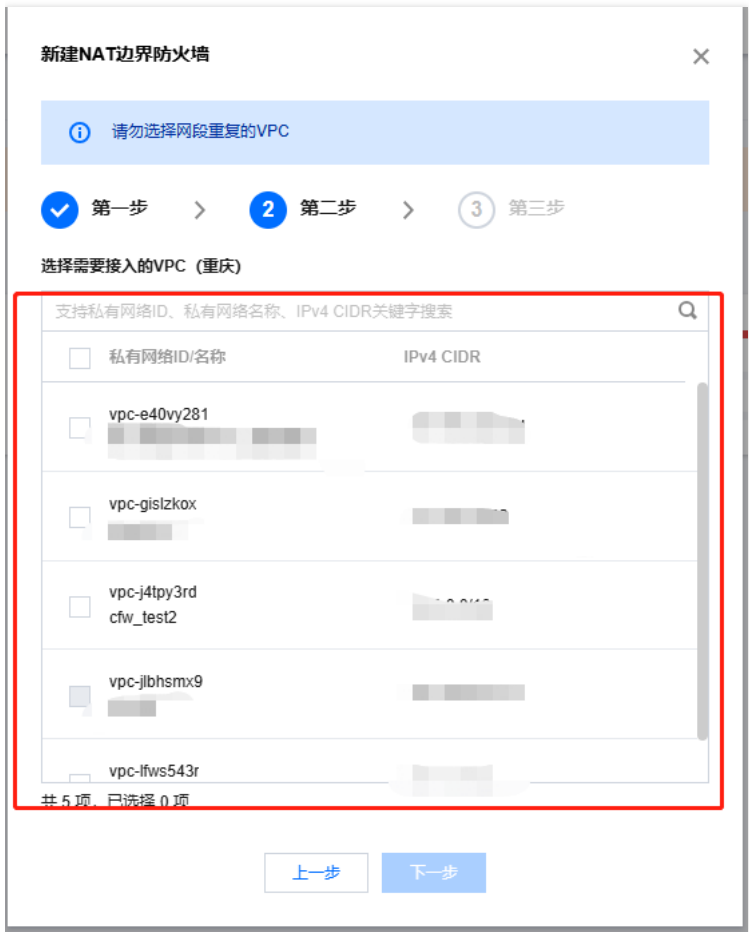 新建NAT边界防火墙
请勿选择网段重复的VPC
第一步
2 第二步
3 第三步
选择需要接入的VPC（重庆）
支持私有网络ID、私有网络名称、IPv4 CIDR关键字搜索
私有网络ID/名称 IPv4 CIDR
vpc-e40vy281
vpc-gislzkox
vpc-j4tpy3rd
cfw_test2
vpc-jlbhsmx9
vpc-lfws543r
共 5 项，已选择 0 项
上一步 下一步